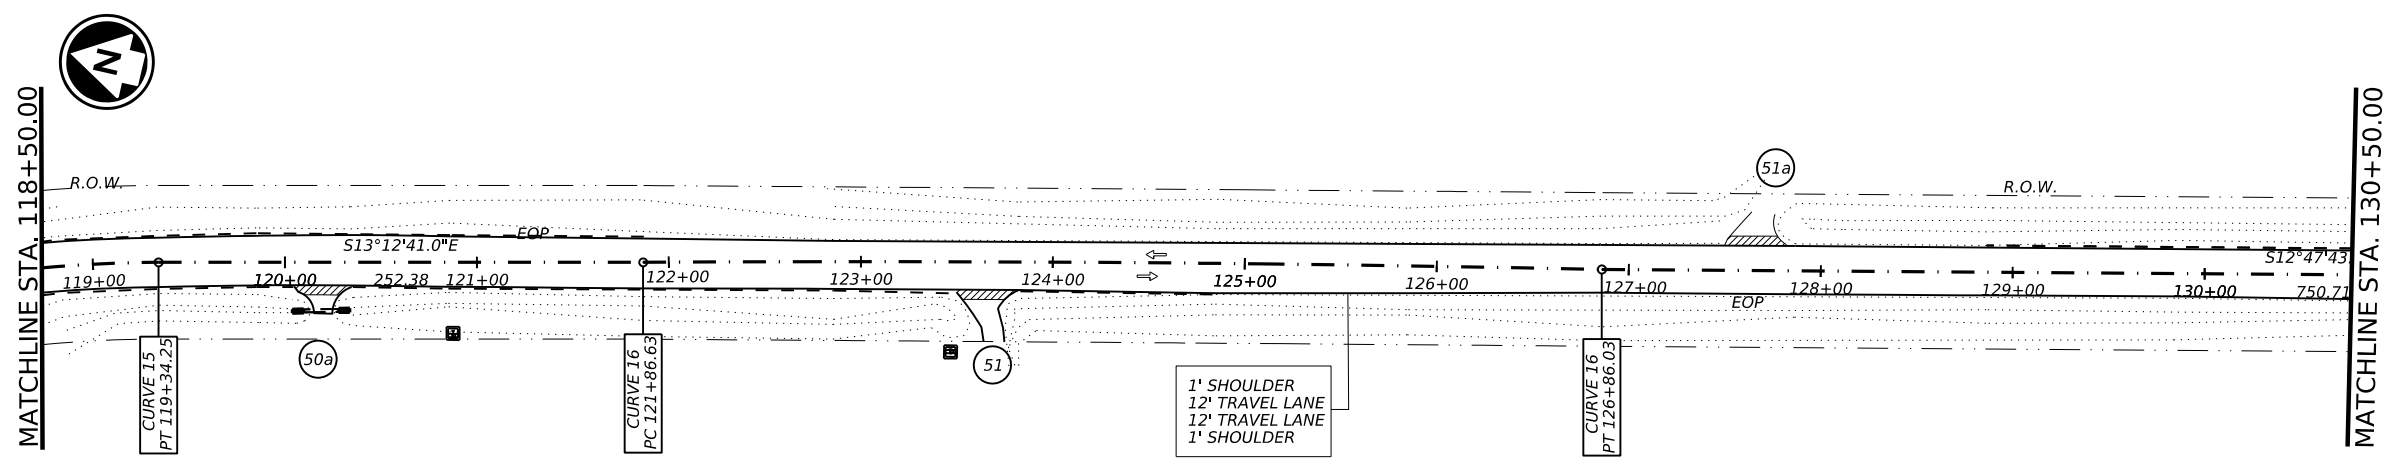 N
MATCHLINE STA. 118+50.00
MATCHLINE STA. 130+50.00
51a
R.O.W.
R.O.W.
EOP
S13°12'41.0"E
S12°47'43.
119+00
120+00
252.38
121+00
122+00
123+00
124+00
125+00
126+00
127+00
128+00
129+00
130+00
750.71
EOP
50a
51
CURVE 15
PT 119+34.25
CURVE 16
PC 121+86.63
1' SHOULDER
12' TRAVEL LANE
12' TRAVEL LANE
1' SHOULDER
CURVE 16
PT 126+86.03